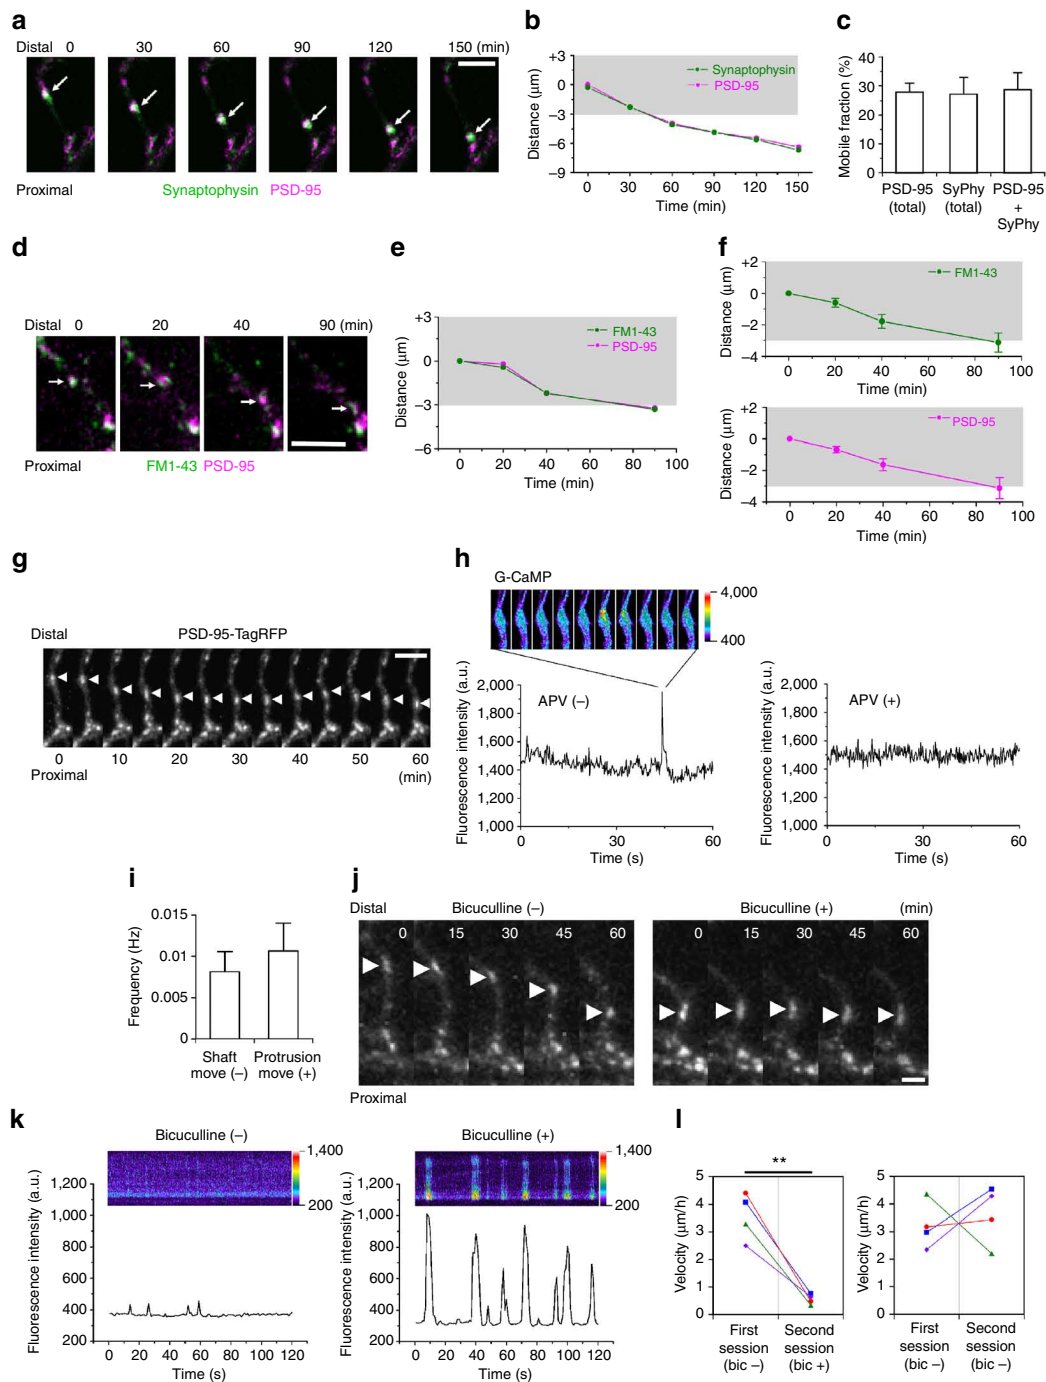 a
Distal 0 30 60 90 120 150 (min)
Proximal Synaptophysin PSD-95
b
+3
0
−3
−6
−9
Distance (µm)
Synaptophysin
PSD-95
0 30 60 90 120 150
Time (min)
c
Mobile fraction (%)
40
30
20
10
0
PSD-95 (total)
SyPhy (total)
PSD-95 + SyPhy
d
Distal 0 20 40 90 (min)
Proximal FM1-43 PSD-95
e
+3
0
−3
−6
Distance (µm)
FM1-43
PSD-95
0 20 40 60 80 100
Time (min)
f
+2
0
−2
−4
Distance (µm)
FM1-43
0 20 40 60 80 100
Time (min)
+2
0
−2
−4
Distance (µm)
PSD-95
0 20 40 60 80 100
Time (min)
g
Distal PSD-95-TagRFP
0 10 20 30 40 50 60
Proximal (min)
h
G-CaMP
4,000
400
Fluorescence intensity (a.u.)
2,000
1,800
1,600
1,400
1,200
1,000
APV (−)
0 30 60
Time (s)
Fluorescence intensity (a.u.)
2,000
1,800
1,600
1,400
1,200
1,000
APV (+)
0 30 60
Time (s)
i
Frequency (Hz)
0.015
0.01
0.005
0
Shaft move (−)
Protrusion move (+)
j
Distal Bicuculline (−) Bicuculline (+) (min)
0 15 30 45 60 0 15 30 45 60
Proximal
k
Bicuculline (−)
1,400
200
Fluorescence intensity (a.u.)
1,200
1,000
800
600
400
200
0 20 40 60 80 100 120
Time (s)
Bicuculline (+)
1,400
200
Fluorescence intensity (a.u.)
1,200
1,000
800
600
400
200
0 20 40 60 80 100 120
Time (s)
l
**
Velocity (µm/h)
5
4
3
2
1
0
First session (bic −)
Second session (bic +)
Velocity (µm/h)
5
4
3
2
1
0
First session (bic −)
Second session (bic −)